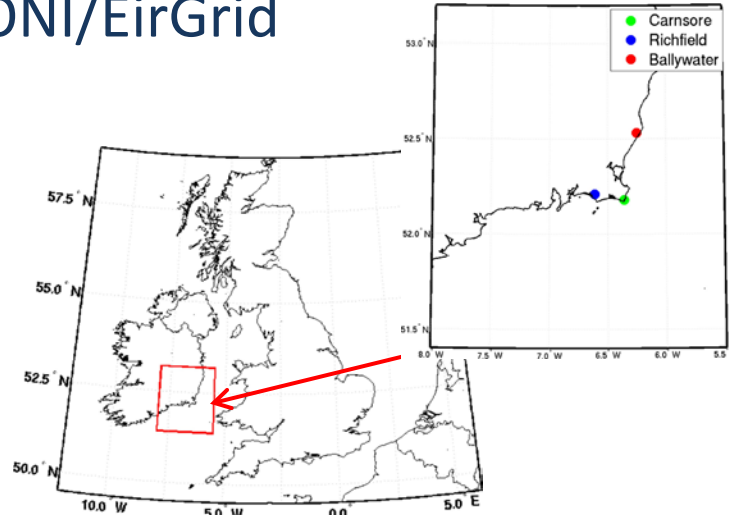 ONI/EirGrid
Carnsore
Richfield
Ballywater
53.0° N
52.5° N
52.0° N
51.5° N
8.0 W 7.5° W 7.0° W 6.5° W 6.0° W 5.5
57.5° N
55.0° N
52.5° N
50.0° N
10.0° W 5.0° W 0.0° 5.0° E